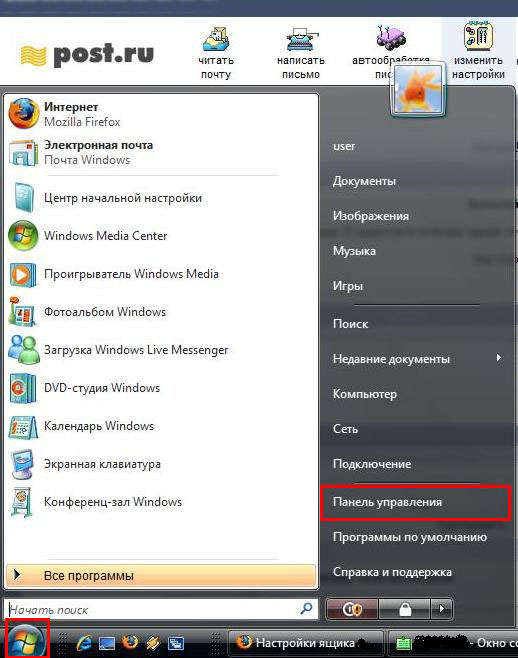 post.ru
читать
почту
написать
письмо
автообработка
изменить
настройки
Интернет
Mozilla Firefox
Электронная почта
Почта Windows
Центр начальной настройки
Windows Media Center
Проигрыватель Windows Media
Фотоальбом Windows
Загрузка Windows Live Messenger
DVD-студия Windows
Календарь Windows
Экранная клавиатура
Конференц-зал Windows
Все программы
Начать поиск
user
Документы
Изображения
Музыка
Игры
Поиск
Недавние документы
Компьютер
Сеть
Подключение
Панель управления
Программы по умолчанию
Справка и поддержка
Настройки ящика
- Окно со